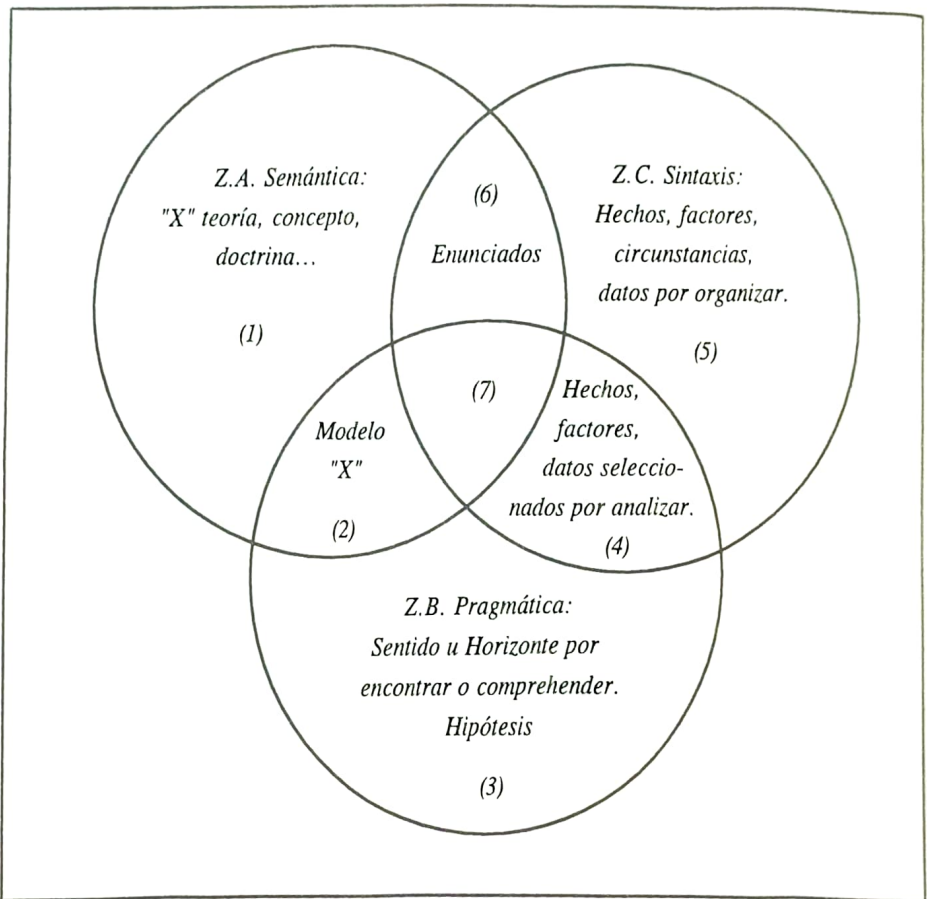 Z.A. Semántica:
"X" teoría, concepto,
doctrina...
(1)
(6)
Enunciados
Z.C. Sintaxis:
Hechos, factores,
circunstancias,
datos por organizar.
(5)
(7)
Modelo
"X"
(2)
Hechos,
factores,
datos seleccio-
nados por analizar.
(4)
Z.B. Pragmática:
Sentido u Horizonte por
encontrar o comprehender.
Hipótesis
(3)